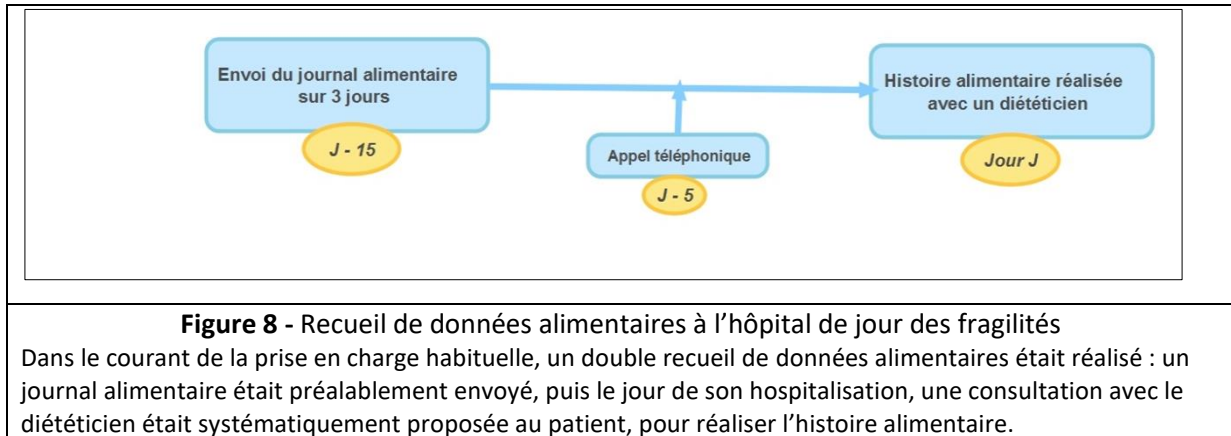 Envoi du journal alimentaire
sur 3 jours
J - 15
Appel téléphonique
J - 5
Histoire alimentaire réalisée
avec un diététicien
Jour J
Figure 8 - Recueil de données alimentaires à l’hôpital de jour des fragilités
Dans le courant de la prise en charge habituelle, un double recueil de données alimentaires était réalisé : un
journal alimentaire était préalablement envoyé, puis le jour de son hospitalisation, une consultation avec le
diététicien était systématiquement proposée au patient, pour réaliser l’histoire alimentaire.